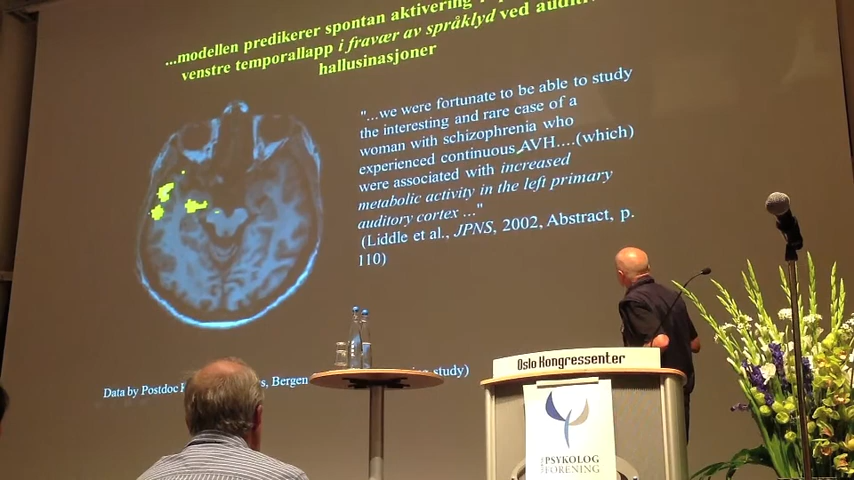 ...modellen predikerer spontan aktivering i
venstre temporallapp i fravær av språklyd ved
hallusinasjoner
"...we were fortunate to be able to study
the interesting and rare case of a
woman with schizophrenia who
experienced continuous AVH....(which)
were associated with increased
metabolic activity in the left primary
auditory cortex ..."
(Liddle et al., JPNS, 2002, Abstract, p.
110)
Data by Postdoc Bergen study)
Oslo Kongressenter
PSYKOLOG
FORENING